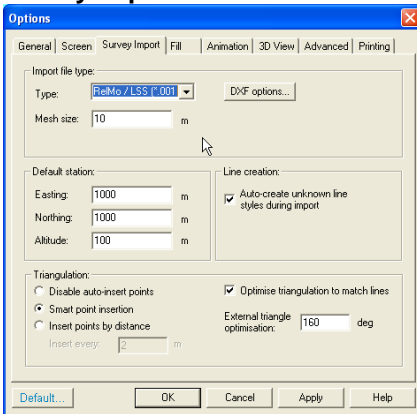 Options
General Screen Survey Import Fill Animation 3D View Advanced Printing
Import file type:
Type: RelMo / LSS (*.001 DXF options...
Mesh size: 10 m
Default station: Line creation:
Easting: 1000 m Auto-create unknown line
Northing: 1000 m styles during import
Altitude: 100 m
Triangulation:
Disable auto-insert points Optimise triangulation to match lines
Smart point insertion
Insert points by distance External triangle
optimisation: 160 deg
Insert every: 2 m
Default... OK Cancel Apply Help